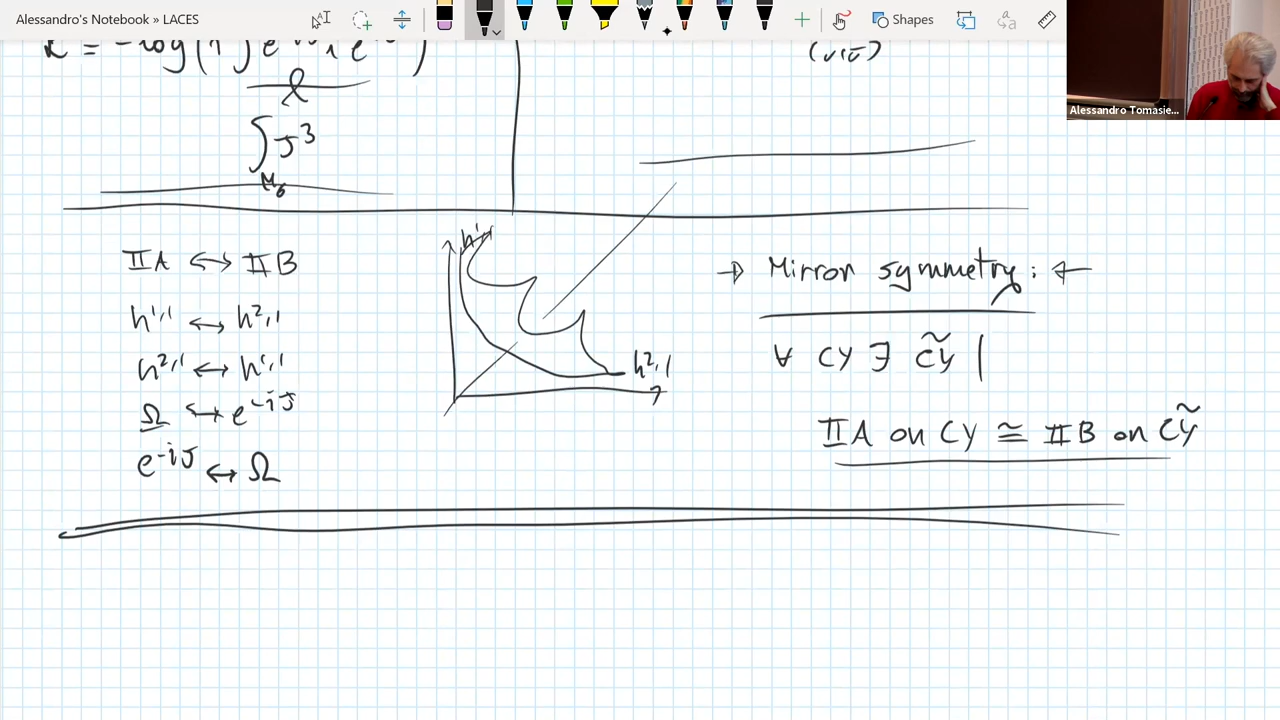 Alessandro's Notebook » LACES
Shapes
Alessandro Tomasie...
∫ J³
M₆
IIA ↔ IIB
h¹,¹ ↔ h²,¹
h²,¹ ↔ h¹,¹
Ω ↔ e^-iJ
e^-iJ ↔ Ω
h¹,¹
h²,¹
→ Mirror symmetry: ←
∀ CY ∃ C̃Y |
IIA on CY ≅ IIB on C̃Y